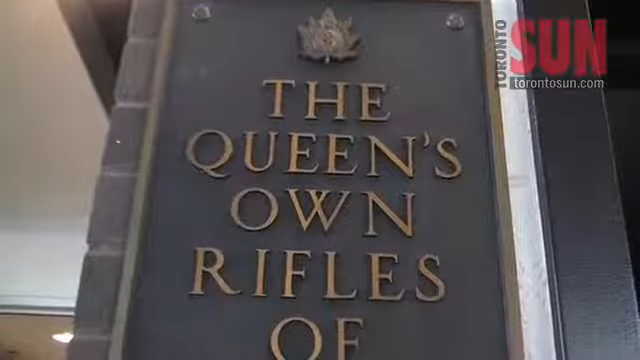 TORONTO
SUN
torontosun.com
THE
QUEEN'S
OWN
RIFLES
OF